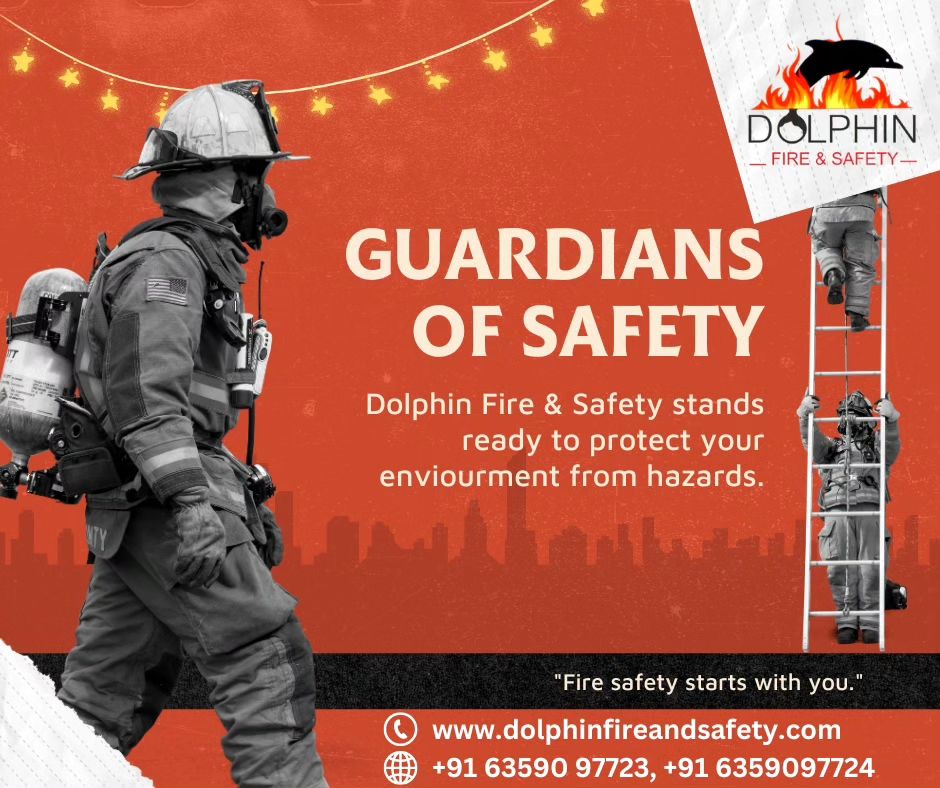 DOLPHIN
FIRE & SAFETY
GUARDIANS
OF SAFETY
Dolphin Fire & Safety stands
ready to protect your
enviourment from hazards.
"Fire safety starts with you."
www.dolphinfireandsafety.com
+91 63590 97723, +91 6359097724